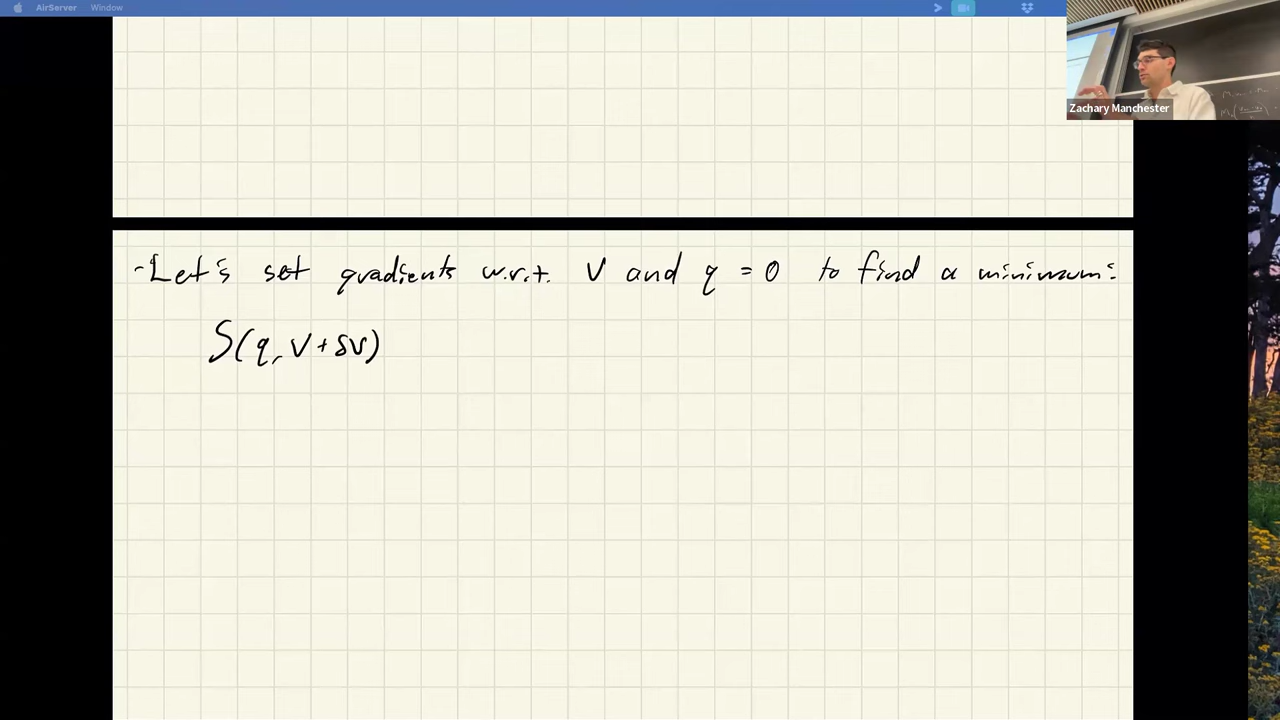 AirServer Window
Zachary Manchester
-Let's set gradients w.r.t. V and q = 0 to find a minimum:
S(q, V + δV)